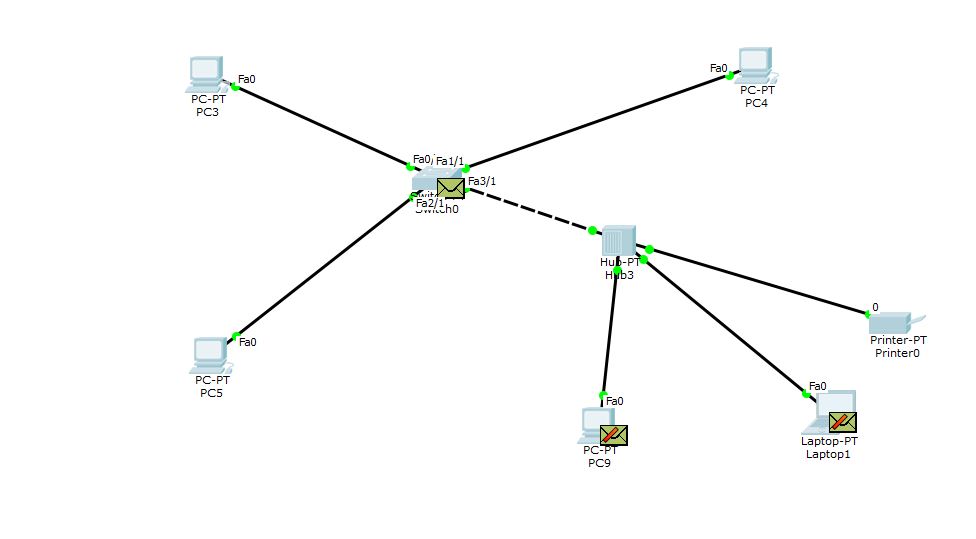 Fa0
PC-PT
PC3
Fa0
PC-PT
PC4
Fa0/
Fa1/1
Fa3/1
Fa2/1
Switch0
Hub-PT
Hub3
0
Printer-PT
Printer0
Fa0
PC-PT
PC5
Fa0
PC-PT
PC9
Fa0
Laptop-PT
Laptop1